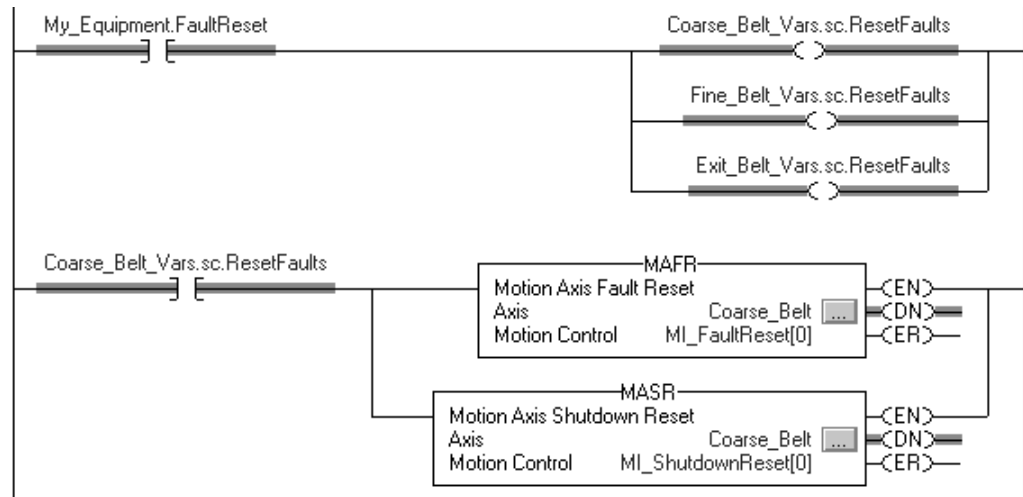 My_Equipment.FaultReset
Coarse_Belt_Vars.sc.ResetFaults
Fine_Belt_Vars.sc.ResetFaults
Exit_Belt_Vars.sc.ResetFaults
Coarse_Belt_Vars.sc.ResetFaults
MAFR
Motion Axis Fault Reset
Axis Coarse_Belt ...
Motion Control MI_FaultReset[0]
EN
DN
ER
MASR
Motion Axis Shutdown Reset
Axis Coarse_Belt ...
Motion Control MI_ShutdownReset[0]
EN
DN
ER